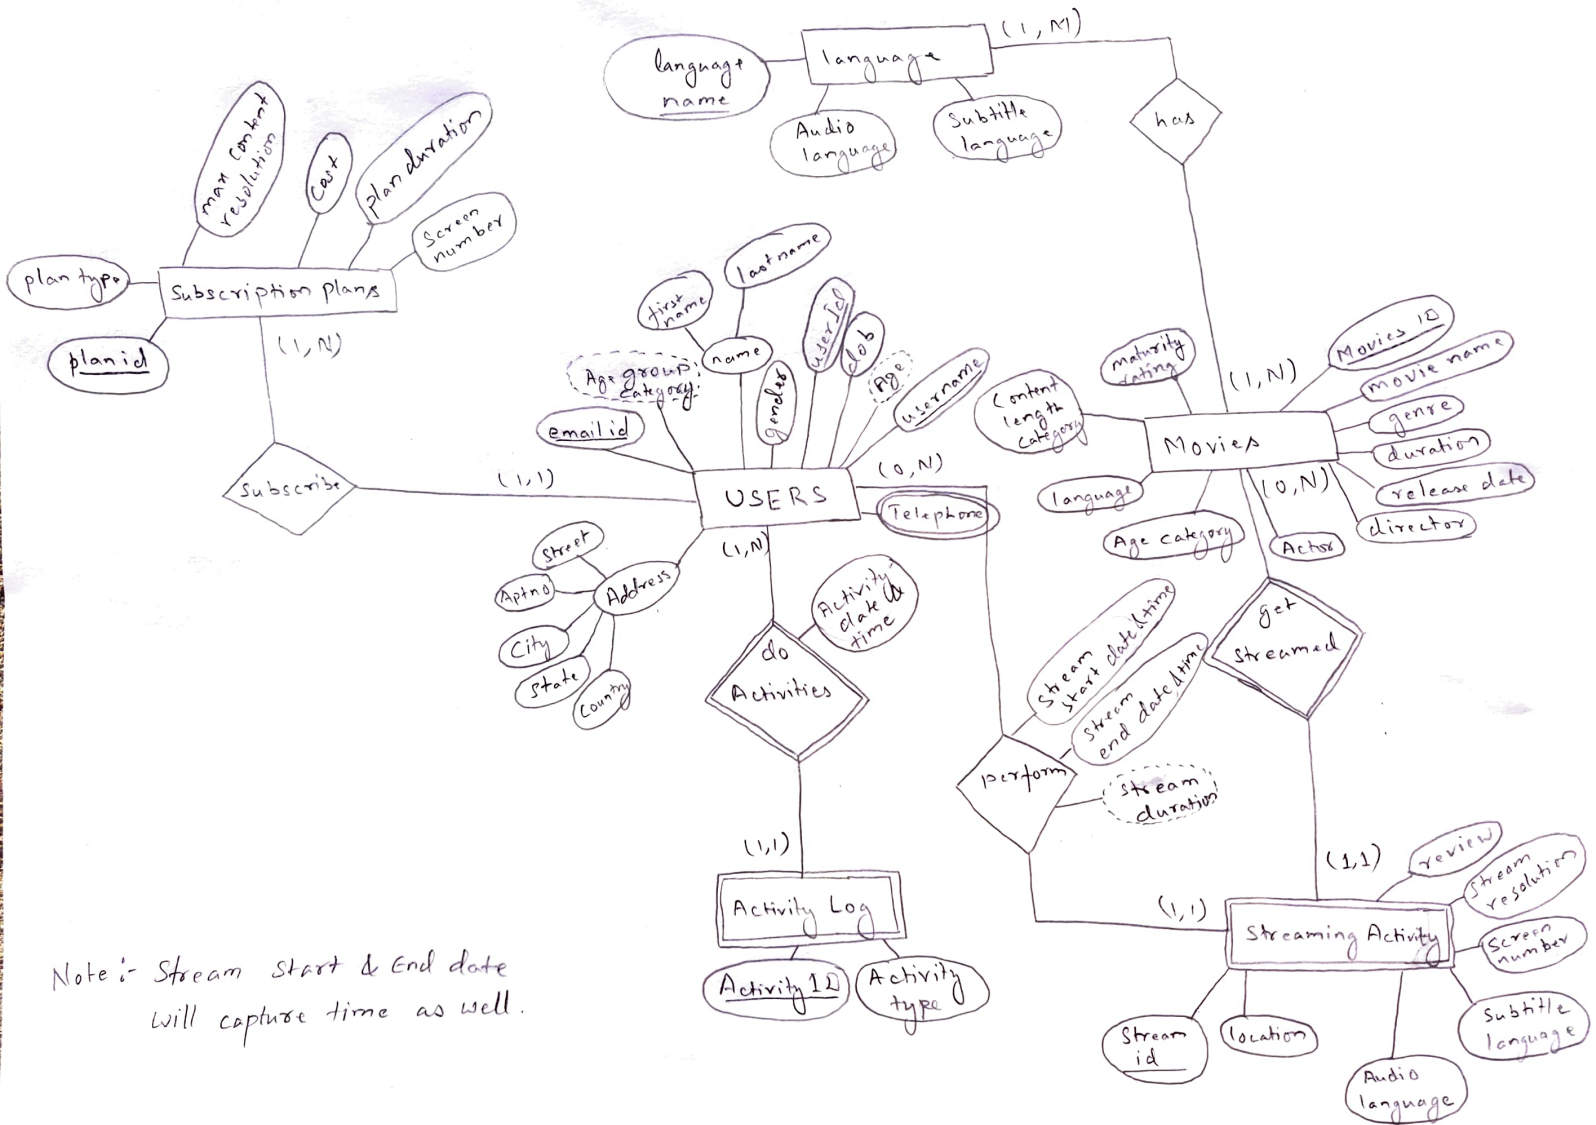 language
name
language
(1, M)
Audio
language
Subtitle
language
has
max content
resolution
cost
plan duration
Screen
number
plan type
Subscription plans
plan id
(1, N)
Subscribe
(1,1)
first
name
last name
name
Age group
category
email id
gender
user Id
dob
Age
username
USERS
(0, N)
Telephone
(1, N)
Street
Aptno
Address
City
State
Country
Activity
date &
time
do
Activities
(1,1)
Activity Log
Activity ID
Activity
type
maturity
rating
(1, N)
Movies ID
movie name
genre
duration
release date
director
Actor
Content
length
category
Movies
language
Age category
(0, N)
get
streamed
Stream
start date & time
Stream
end date & time
perform
Stream
duration
(1,1)
(1,1)
review
Stream
resolution
Streaming Activity
Screen
number
Subtitle
language
Stream
id
location
Audio
language
Note :- Stream Start & End date
will capture time as well.